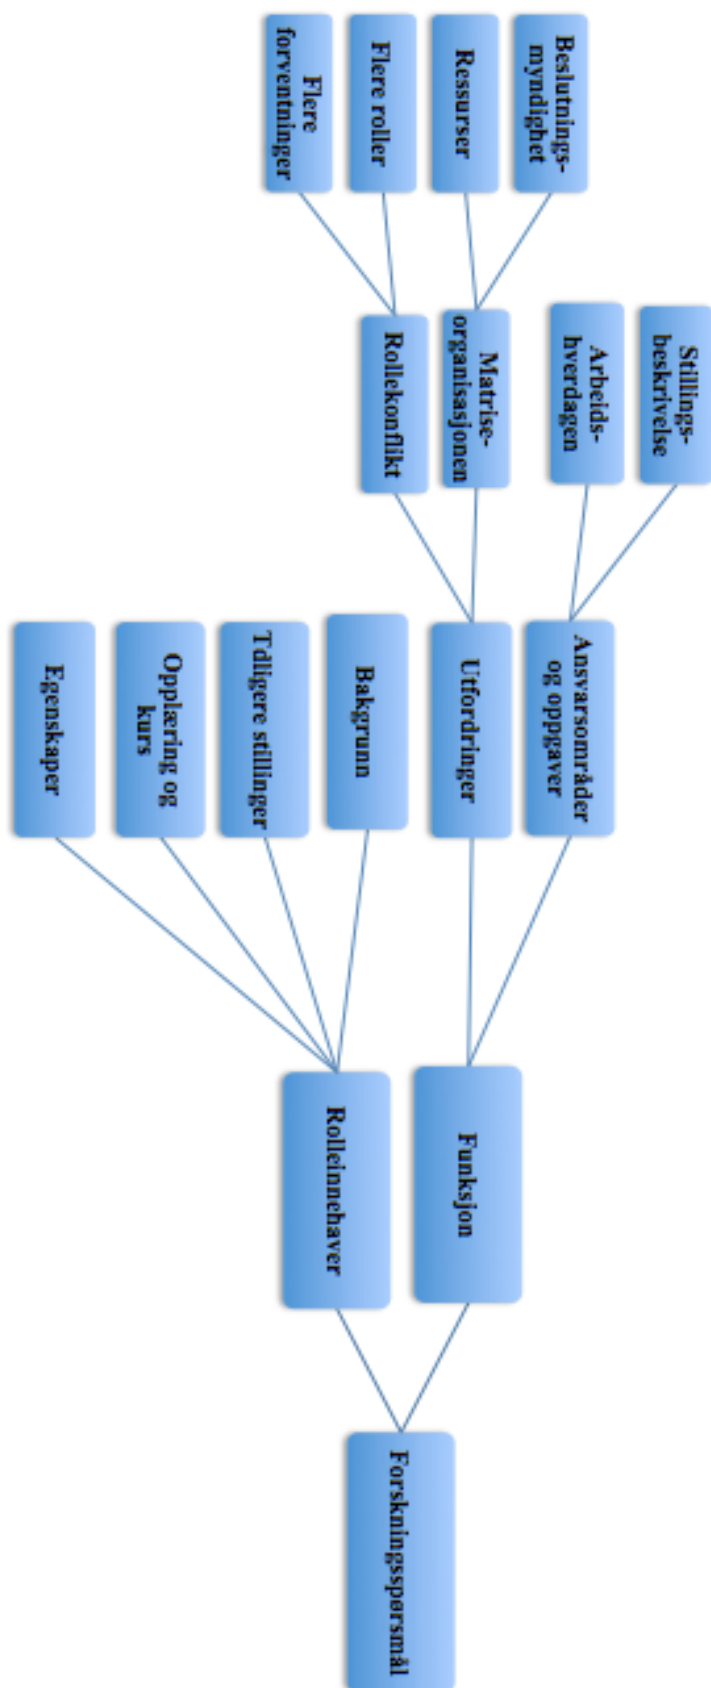 Beslutnings-
myndighet
Ressurser
Flere roller
Flere
forventninger
Stillings-
beskrivelse
Arbeids-
hverdagen
Matrise-
organisasjonen
Rollekonflikt
Ansvarsområder
og oppgaver
Utfordringer
Bakgrunn
Tdligere stillinger
Opplæring og
kurs
Egenskaper
Funksjon
Rolleinnehaver
Forskningsspørsmål